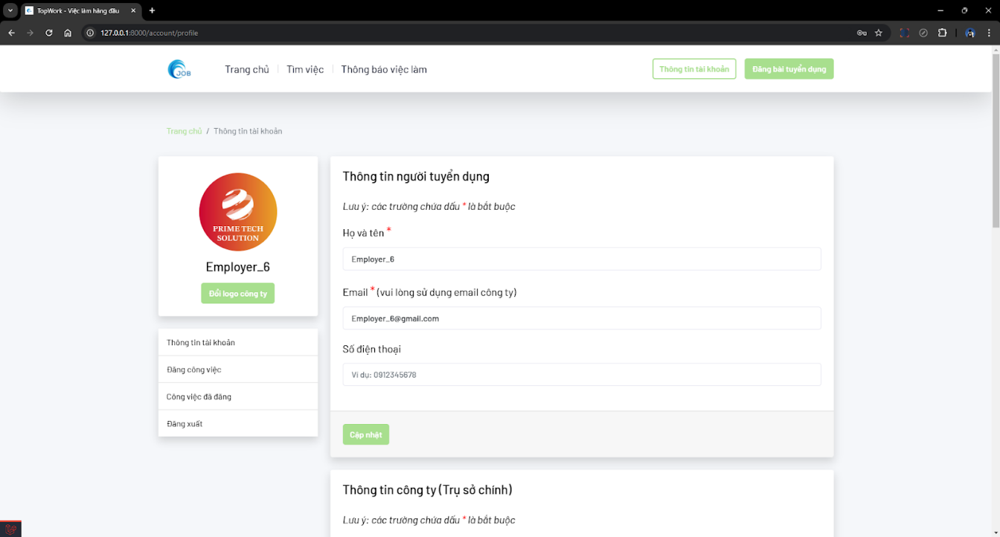 TopWork - Việc làm hàng đầu
127.0.0.1:8000/account/profile
JOB
Trang chủ
Tìm việc
Thông báo việc làm
Thông tin tài khoản
Đăng bài tuyển dụng
Trang chủ / Thông tin tài khoản
PRIME TECH
SOLUTION
Employer_6
Đổi logo công ty
Thông tin tài khoản
Đăng công việc
Công việc đã đăng
Đăng xuất
Thông tin người tuyển dụng
Lưu ý: các trường chứa dấu * là bắt buộc
Họ và tên *
Employer_6
Email * (vui lòng sử dụng email công ty)
Employer_6@gmail.com
Số điện thoại
Ví dụ: 0912345678
Cập nhật
Thông tin công ty (Trụ sở chính)
Lưu ý: các trường chứa dấu * là bắt buộc